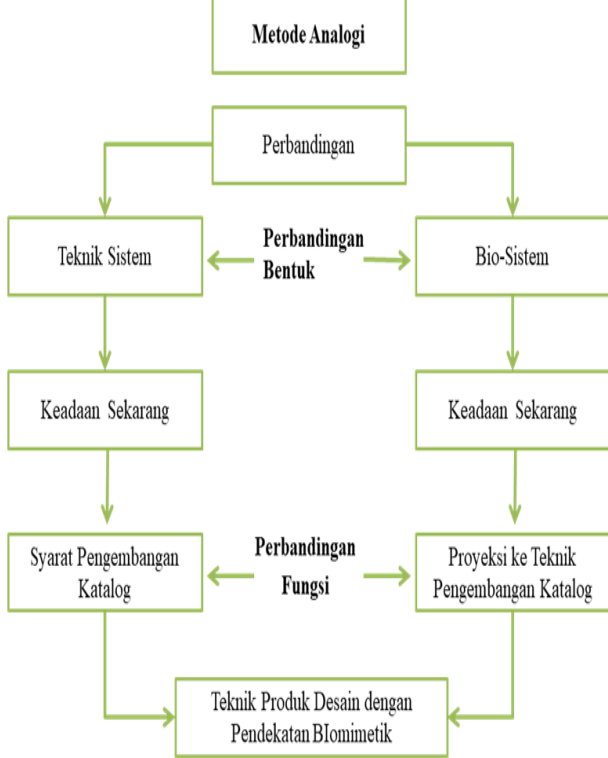 Metode Analogi
Perbandingan
Teknik Sistem
Perbandingan
Bentuk
Bio-Sistem
Keadaan Sekarang
Keadaan Sekarang
Syarat Pengembangan
Katalog
Perbandingan
Fungsi
Proyeksi ke Teknik
Pengembangan Katalog
Teknik Produk Desain dengan
Pendekatan BIomimetik